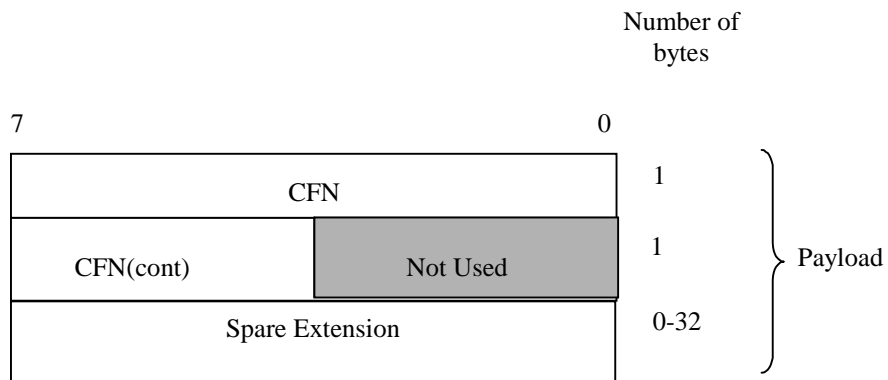 Number of
bytes
7 0
CFN 1
CFN(cont) Not Used 1
Payload
Spare Extension 0-32